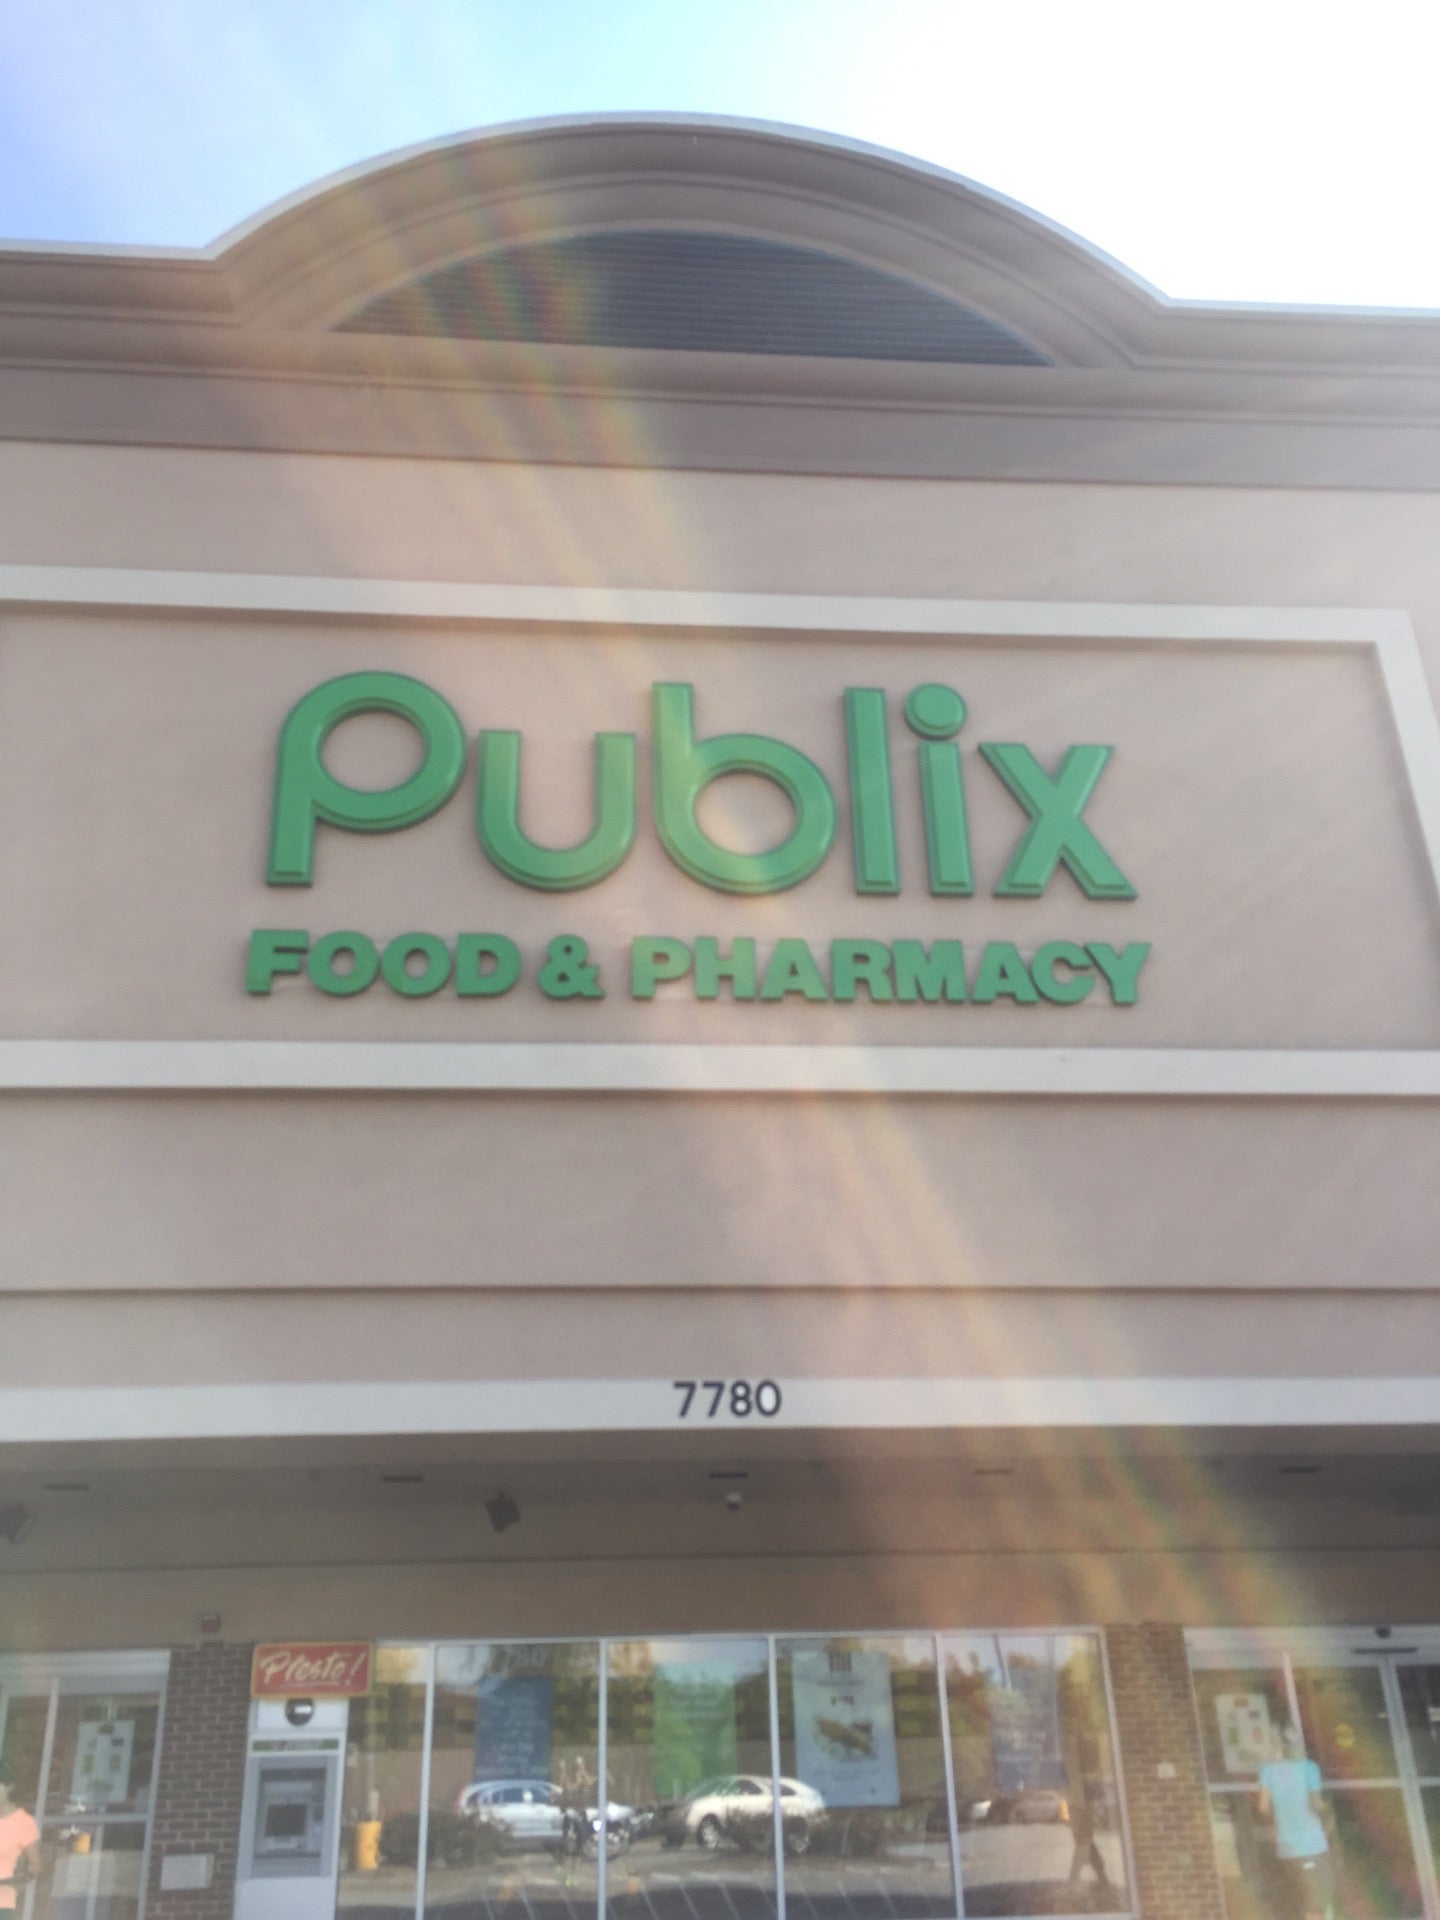 Publix
FOOD & PHARMACY
7780
Presto!